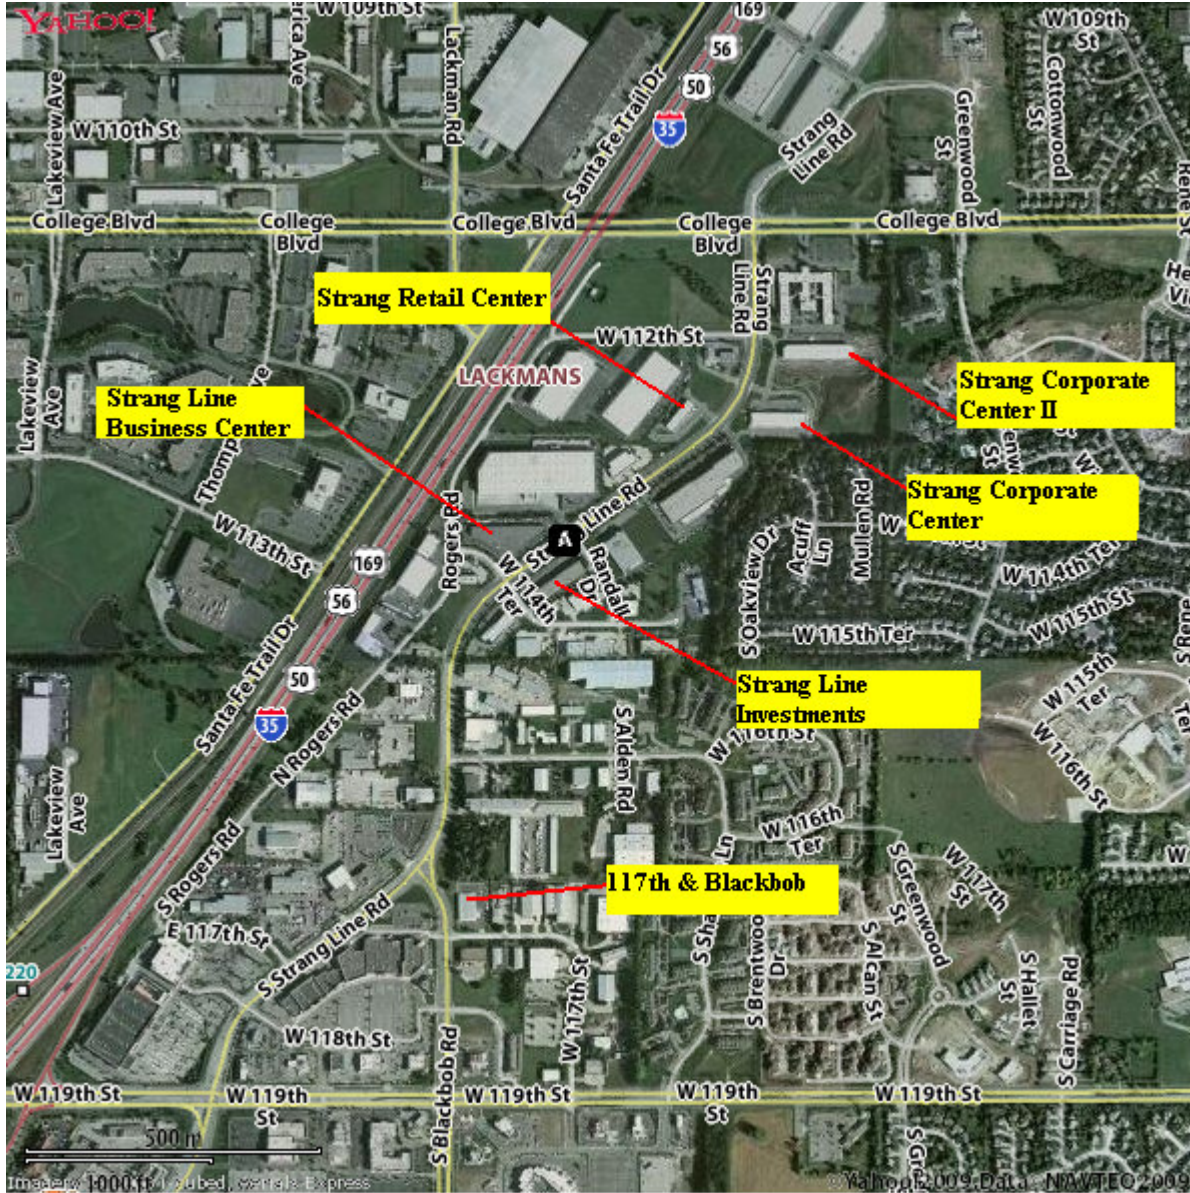 YAHOO!
W 109th St
Lackman Rd
169
56
50
35
Santa Fe Trail Dr
Strang
Line Rd
Greenwood
St
W 109th
St
Cottonwood
St
Lakeview Ave
W 110th St
College Blvd
College
Blvd
College Blvd
College
Blvd
College Blvd
Rene St
Strang Retail Center
Strang
Line Rd
W 112th St
LACKMANS
Strang Corporate
Center II
Lakeview
Ave
Strang Line
Business Center
W 113th St
Rogers Rd
Strang Corporate
Center
A
Line Rd
W 114th
Ter
Randall
Dr
S Oakview Dr
Acuff
Ln
Mullen Rd
W 114th Ter
W 115th St
W 115th Ter
169
56
50
35
Santa Fe Trail Dr
Strang Line
Investments
W 115th
Ter
W 116th St
N Rogers Rd
S Alden Rd
W 116th St
Lakeview
Ave
W 116th
Ter
S Rogers Rd
117th & Blackbob
S Greenwood
St
W 117th
St
E 117th St
S Strang Line Rd
W 117th St
S Brentwood
Dr
S Alcan St
S Hallet
St
S Carriage Rd
220
W 118th St
S Blackbob Rd
W 119th St
W 119th
St
W 119th St
W 119th
St
W 119th St
500 m
1000 ft
©Yahoo! 2009, Data ©NAVTEQ 2009